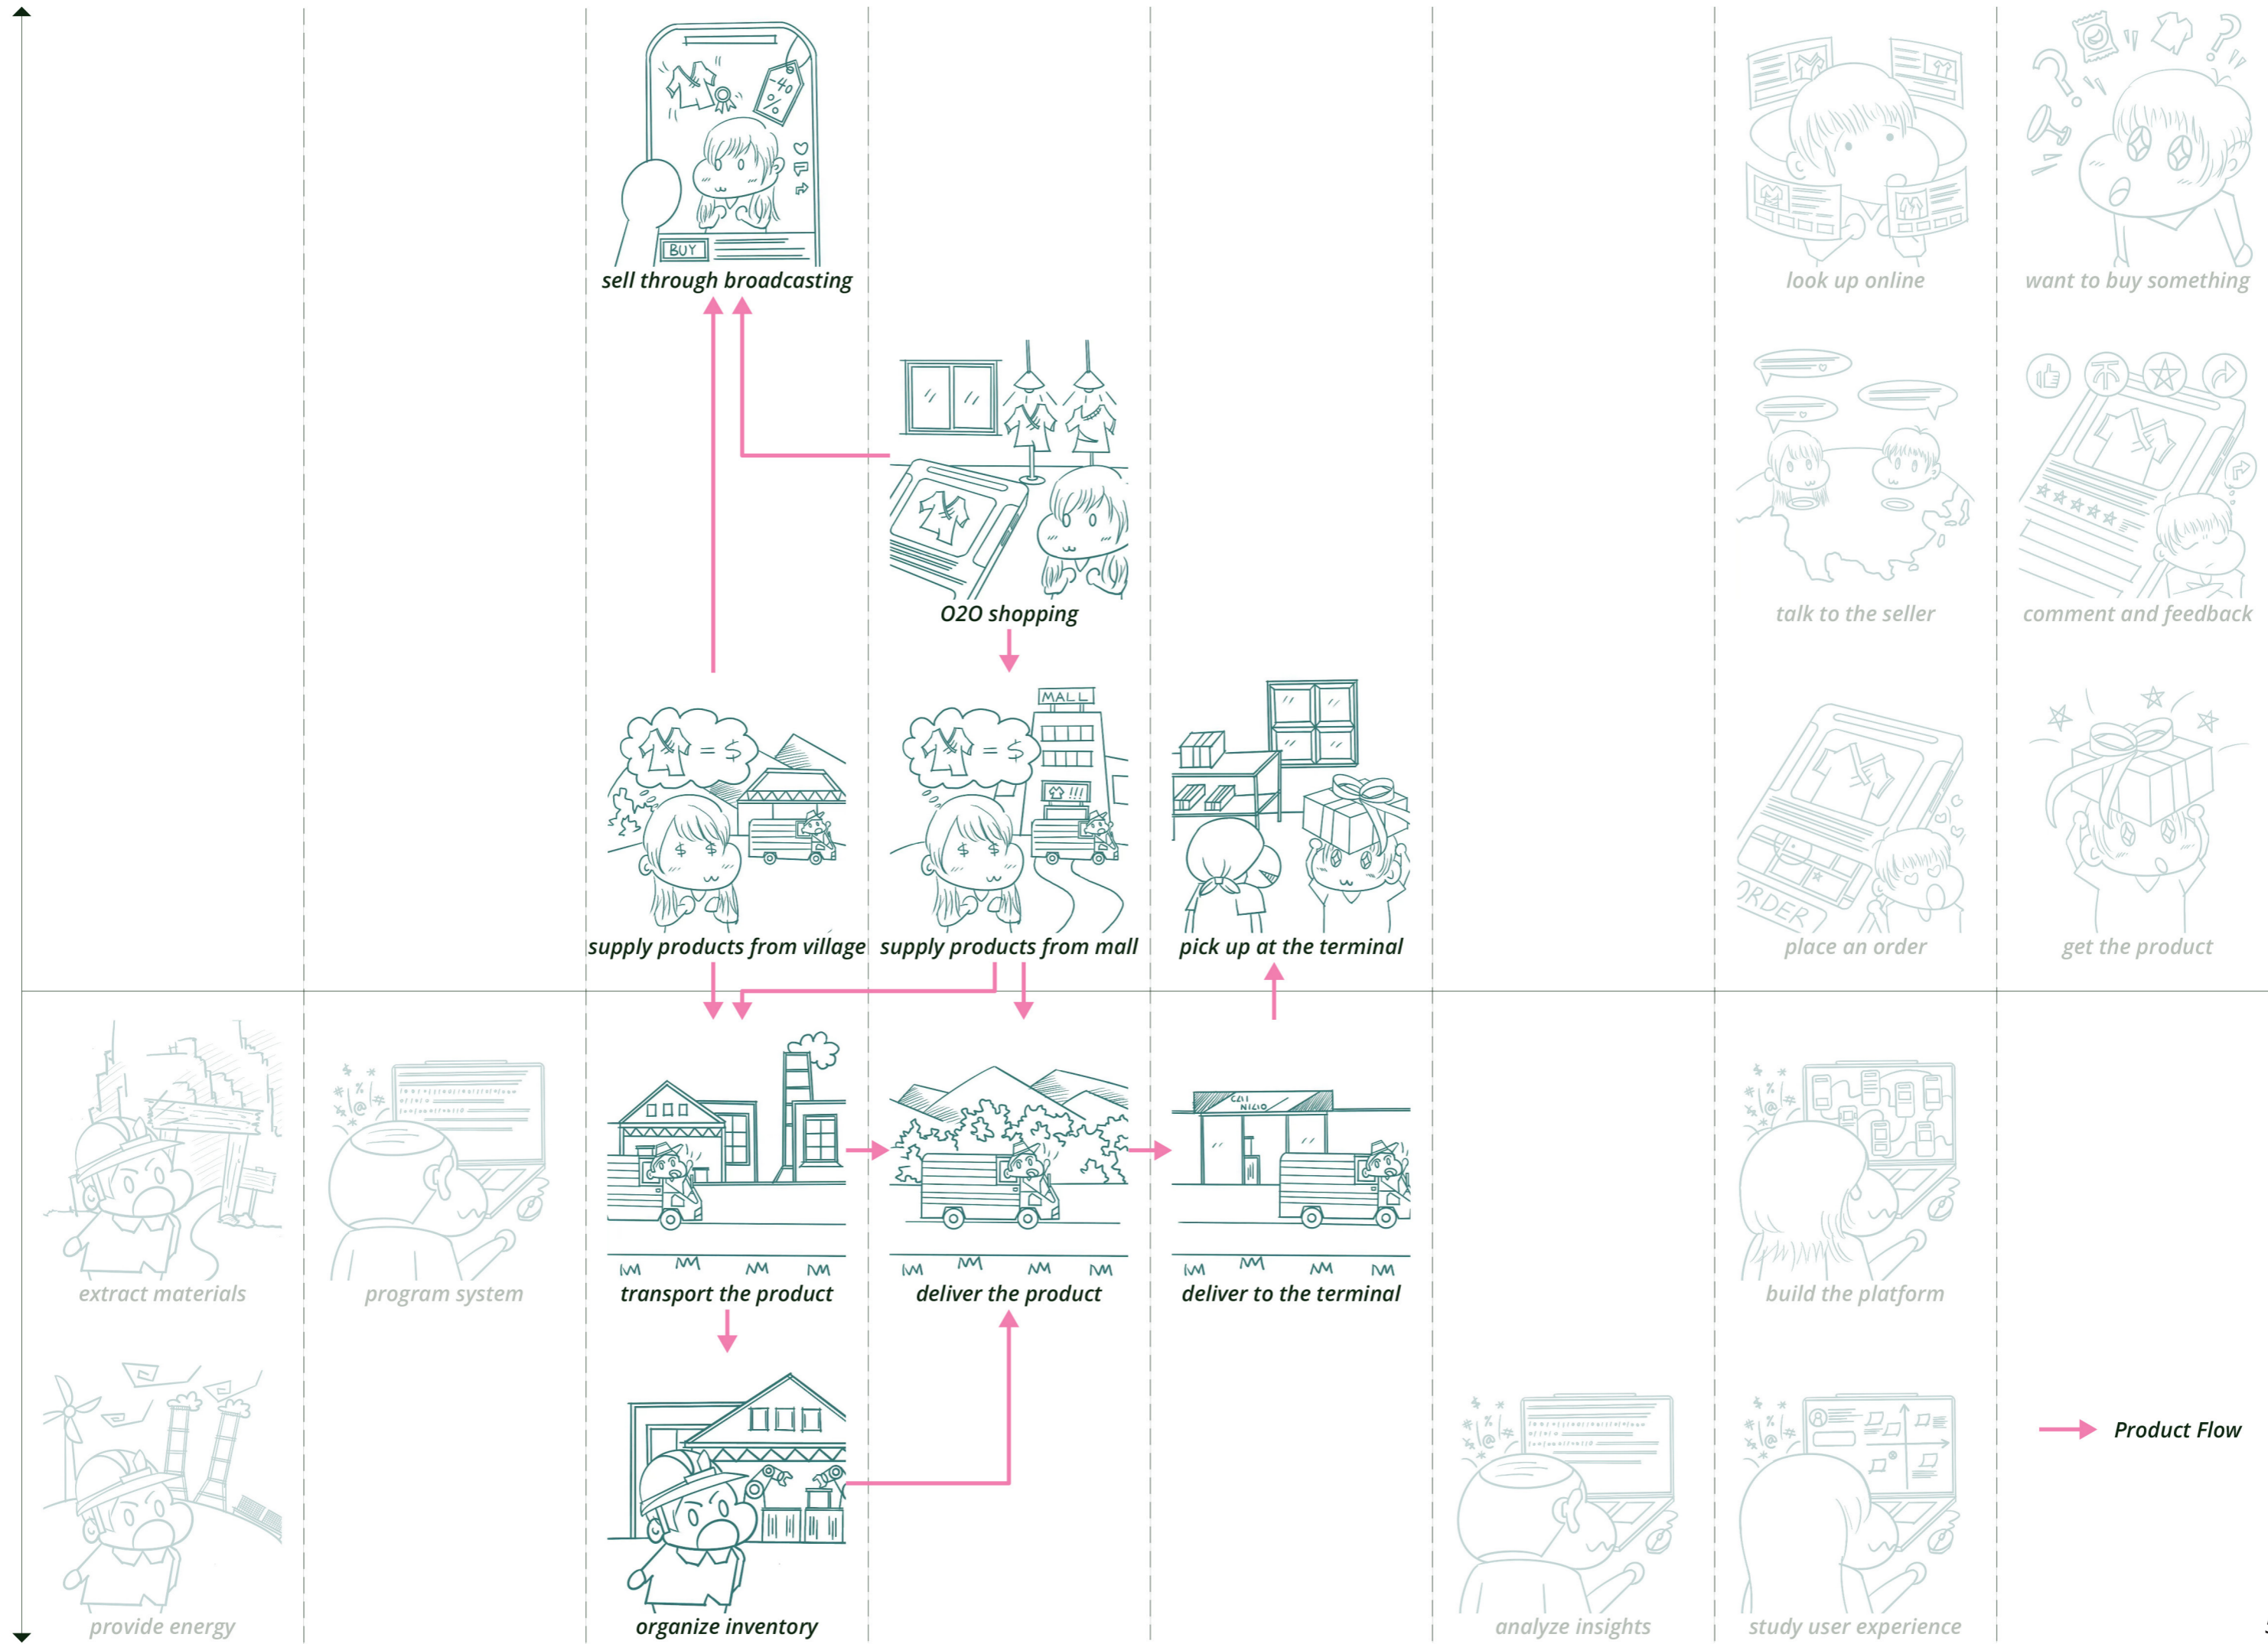 -40
%
BUY
sell through broadcasting
look up online
want to buy something
O2O shopping
talk to the seller
comment and feedback
= $
$ $
MALL
= $
!!!
$ $
ORDER
supply products from village
supply products from mall
pick up at the terminal
place an order
get the product
extract materials
program system
transport the product
deliver the product
deliver to the terminal
build the platform
Product Flow
provide energy
organize inventory
analyze insights
study user experience